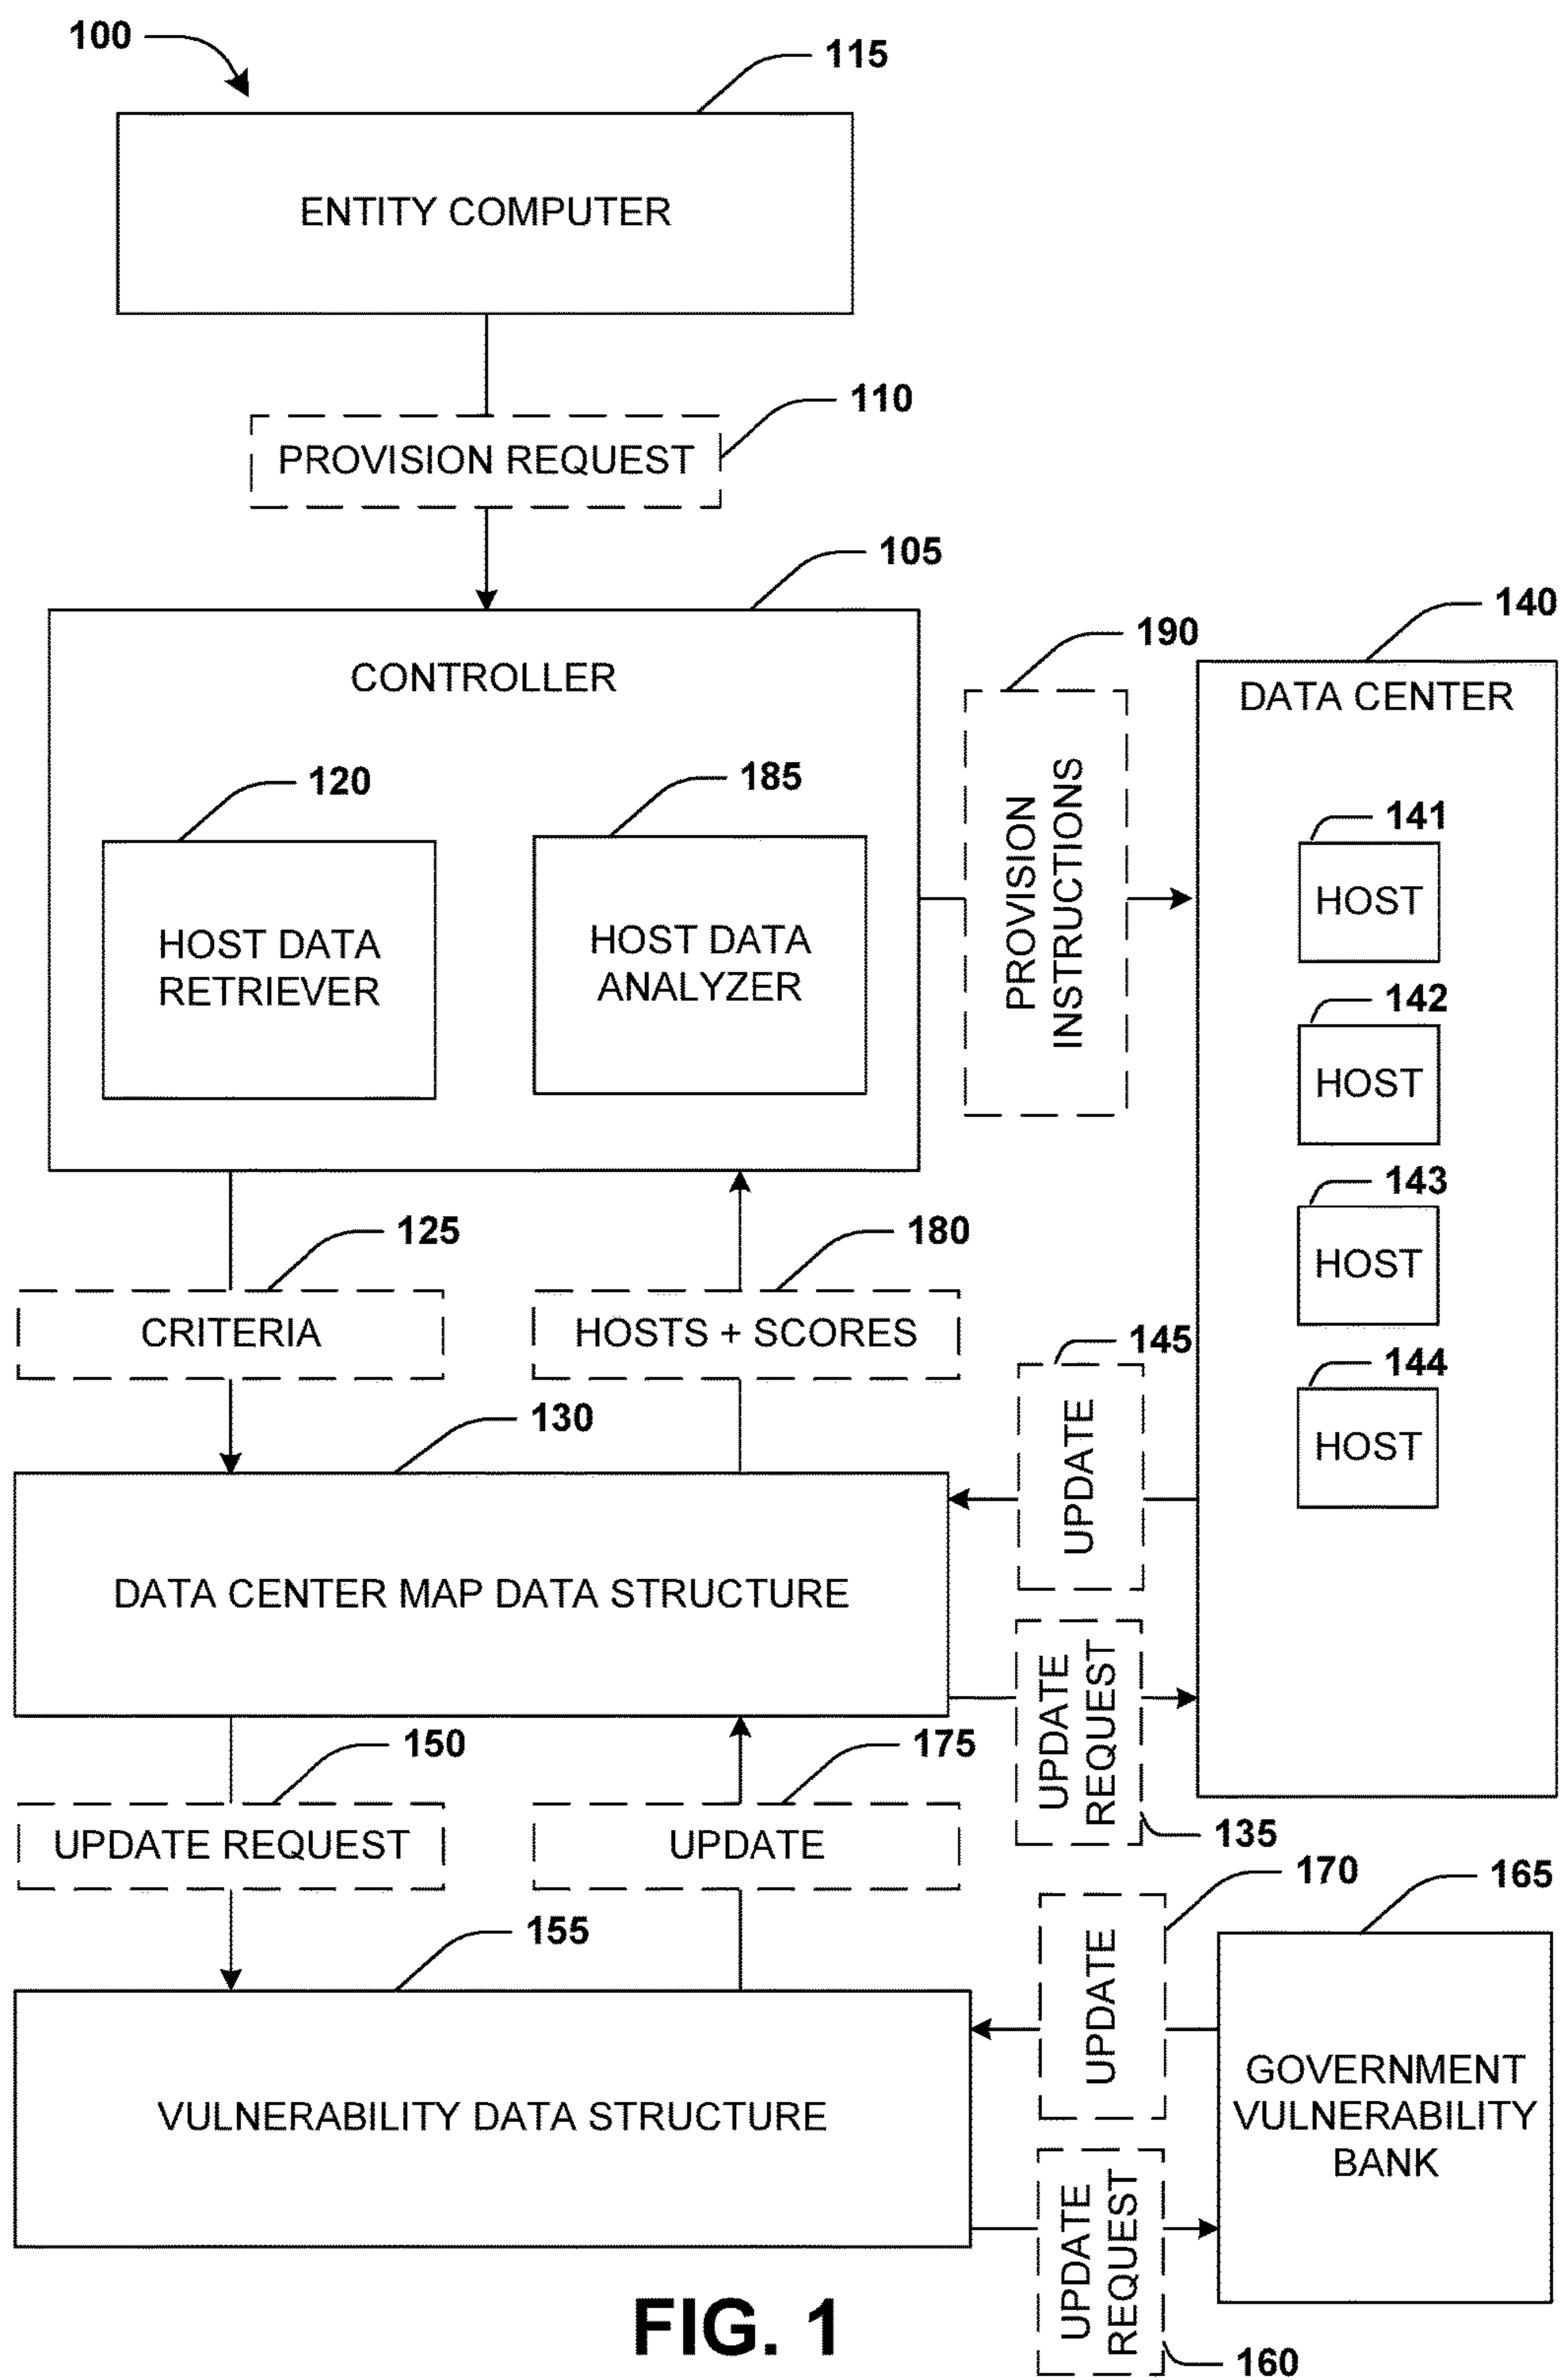 100
115
ENTITY COMPUTER
110
PROVISION REQUEST
105
CONTROLLER
120
HOST DATA
RETRIEVER
185
HOST DATA
ANALYZER
190
PROVISION
INSTRUCTIONS
140
DATA CENTER
141
HOST
142
HOST
143
HOST
144
HOST
125
CRITERIA
180
HOSTS + SCORES
145
UPDATE
130
DATA CENTER MAP DATA STRUCTURE
UPDATE
REQUEST
135
150
UPDATE REQUEST
175
UPDATE
170
UPDATE
165
GOVERNMENT
VULNERABILITY
BANK
155
VULNERABILITY DATA STRUCTURE
UPDATE
REQUEST
160
FIG. 1